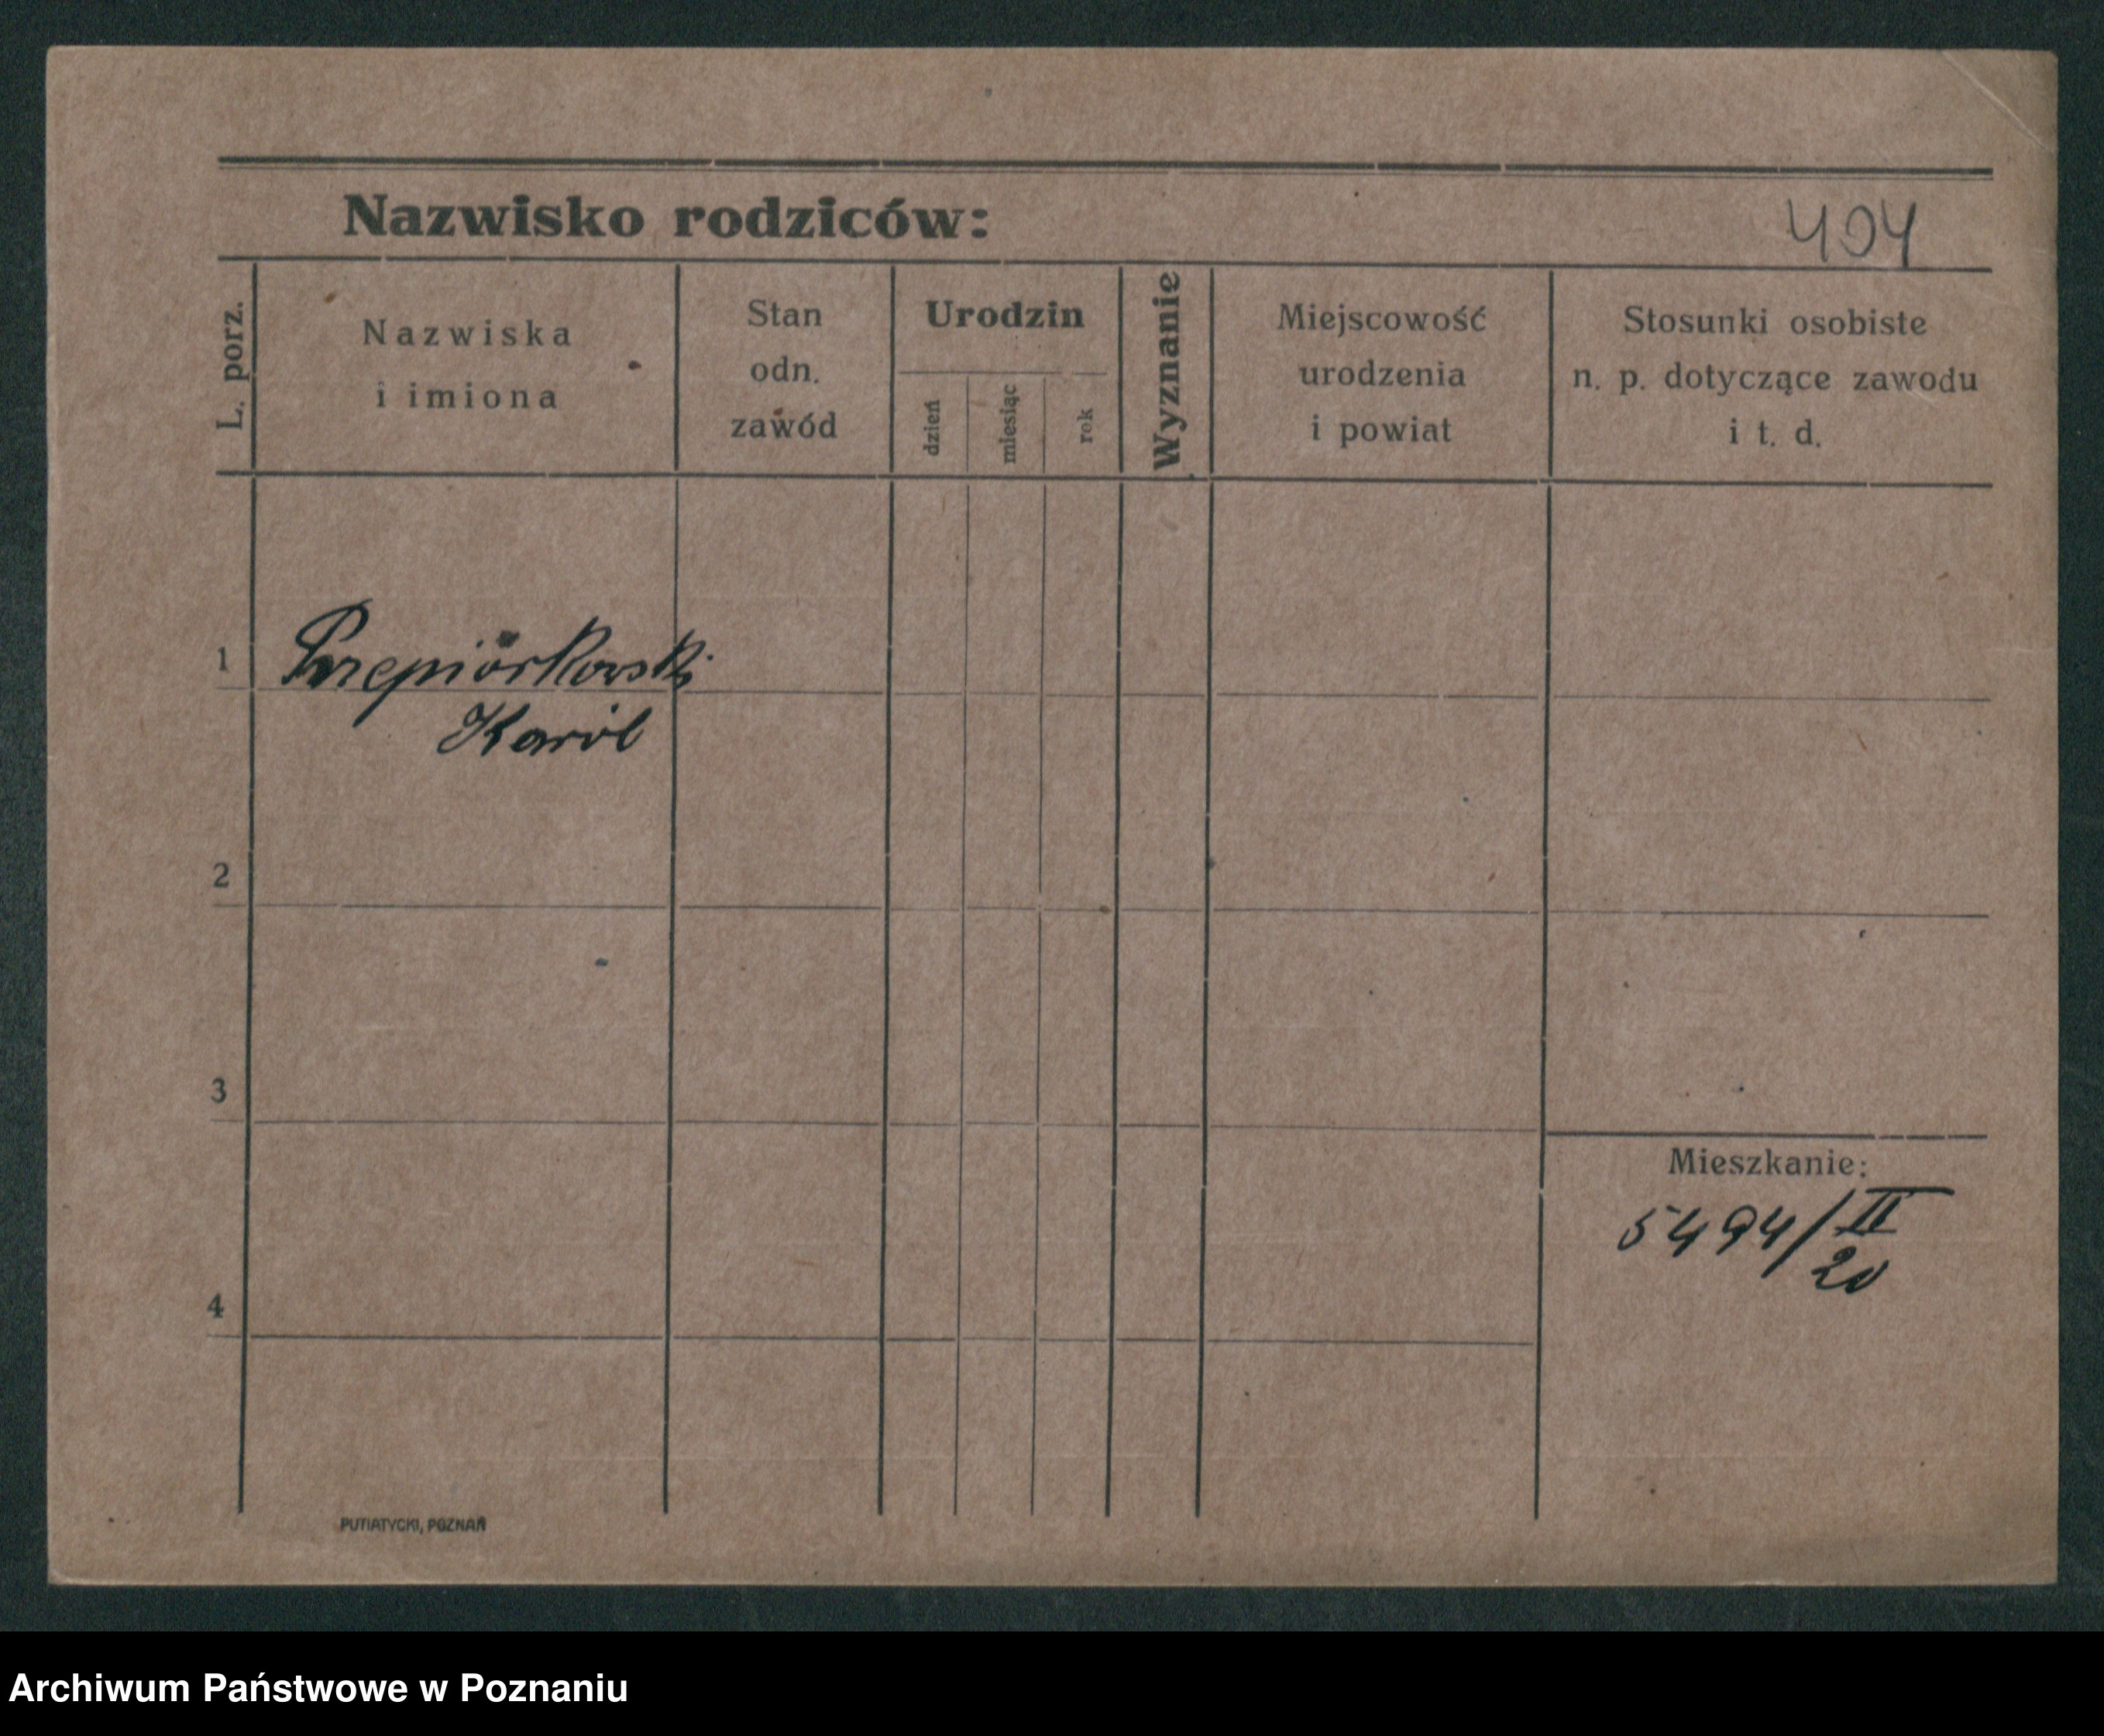 Nazwisko rodziców:
404
L. porz.
Nazwiska
i imiona
Stan
odn.
zawód
Urodzin
dzień
miesiąc
rok
Wyznanie
Miejscowość
urodzenia
i powiat
Stosunki osobiste
n. p. dotyczące zawodu
i t. d.
1
Przepiórkowski
Karól
2
3
4
Mieszkanie:
5494/II
20
PUTIATYCKI, POZNAŃ
Archiwum Państwowe w Poznaniu